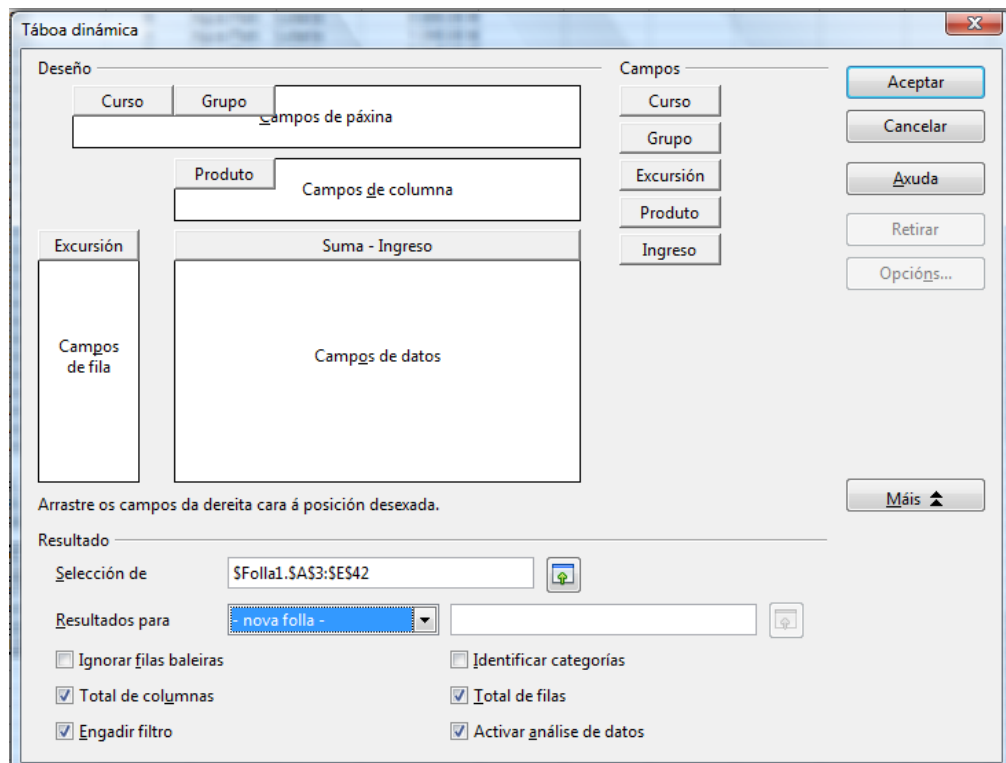 Táboa dinámica
Deseño
Curso
Grupo
Campos de páxina
Produto
Campos de columna
Excursión
Suma - Ingreso
Campos
de fila
Campos de datos
Campos
Curso
Grupo
Excursión
Produto
Ingreso
Aceptar
Cancelar
Axuda
Retirar
Opcións...
Máis
Arrastre os campos da dereita cara á posición desexada.
Resultado
Selección de
$Folla1.$A$3:$E$42
Resultados para
- nova folla -
Ignorar filas baleiras
Identificar categorías
Total de columnas
Total de filas
Engadir filtro
Activar análise de datos